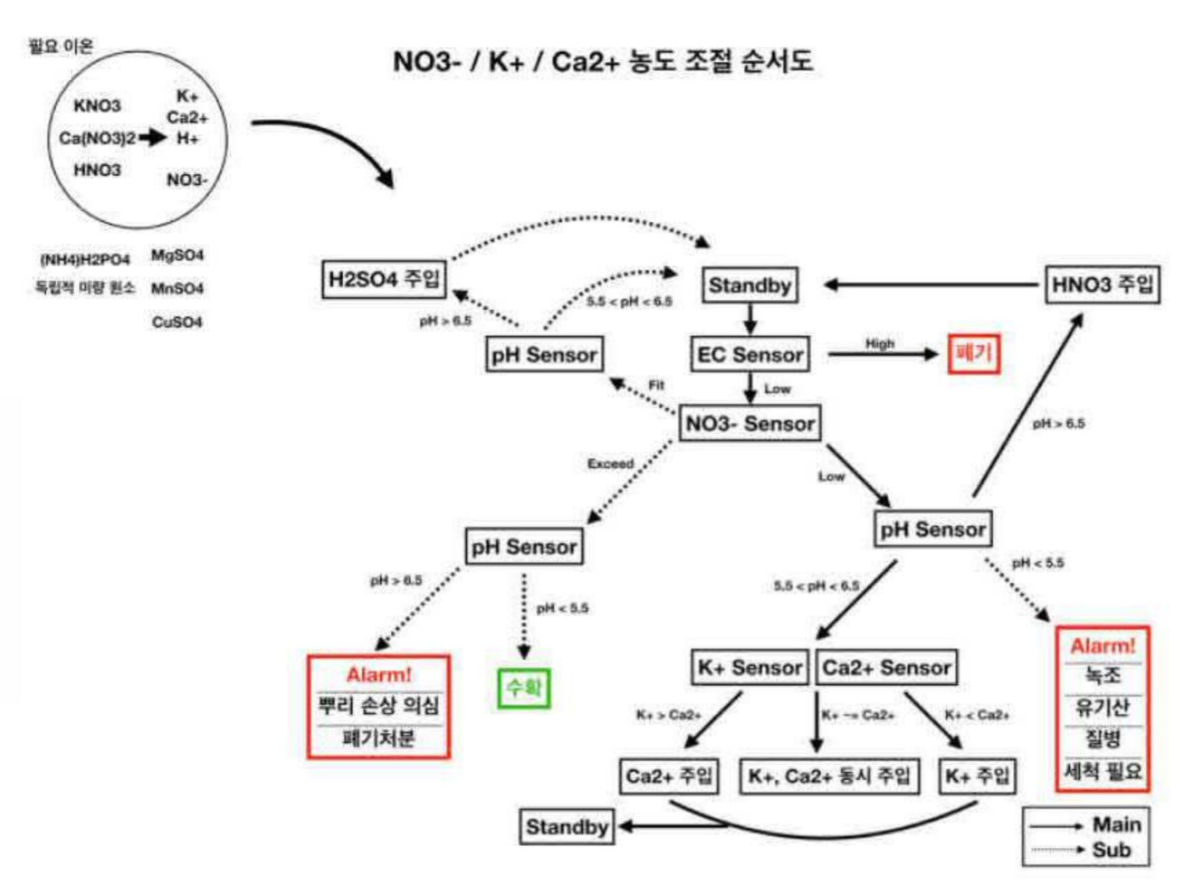 필요 이온
NO3- / K+ / Ca2+ 농도 조절 순서도
KNO3
Ca(NO3)2
HNO3
K+
Ca2+
H+
NO3-
(NH4)H2PO4
독립적 미량 원소
MgSO4
MnSO4
CuSO4
H2SO4 주입
Standby
HNO3 주입
5.5 < pH < 6.5
pH > 6.5
pH Sensor
EC Sensor
High
폐기
Fit
Low
NO3- Sensor
pH > 6.5
Exceed
Low
pH Sensor
pH Sensor
pH > 6.5
pH < 5.5
5.5 < pH < 6.5
pH < 5.5
Alarm!
뿌리 손상 의심
폐기처분
수확
K+ Sensor
Ca2+ Sensor
Alarm!
녹조
유기산
질병
세척 필요
K+ > Ca2+
K+ ~= Ca2+
K+ < Ca2+
Ca2+ 주입
K+, Ca2+ 동시 주입
K+ 주입
Standby
Main
Sub